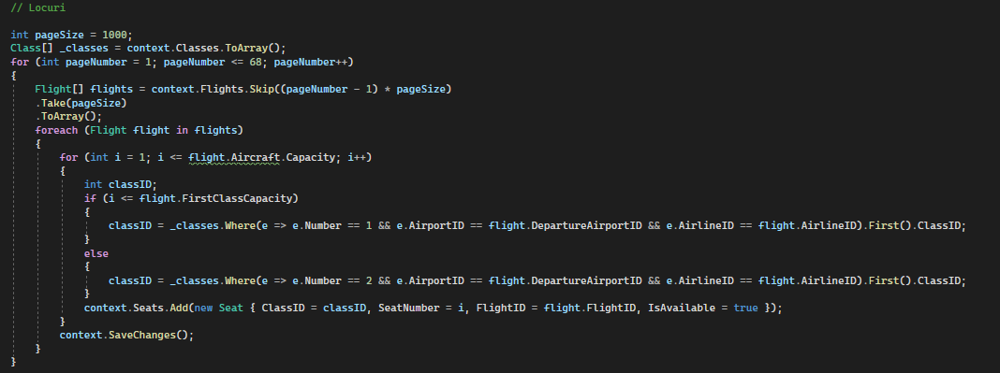 // Locuri
int pageSize = 1000;
Class[] _classes = context.Classes.ToArray();
for (int pageNumber = 1; pageNumber <= 68; pageNumber++)
{
    Flight[] flights = context.Flights.Skip((pageNumber - 1) * pageSize)
    .Take(pageSize)
    .ToArray();
    foreach (Flight flight in flights)
    {
        for (int i = 1; i <= flight.Aircraft.Capacity; i++)
        {
            int classID;
            if (i <= flight.FirstClassCapacity)
            {
                classID = _classes.Where(e => e.Number == 1 && e.AirportID == flight.DepartureAirportID && e.AirlineID == flight.AirlineID).First().ClassID;
            }
            else
            {
                classID = _classes.Where(e => e.Number == 2 && e.AirportID == flight.DepartureAirportID && e.AirlineID == flight.AirlineID).First().ClassID;
            }
            context.Seats.Add(new Seat { ClassID = classID, SeatNumber = i, FlightID = flight.FlightID, IsAvailable = true });
        }
        context.SaveChanges();
    }
}